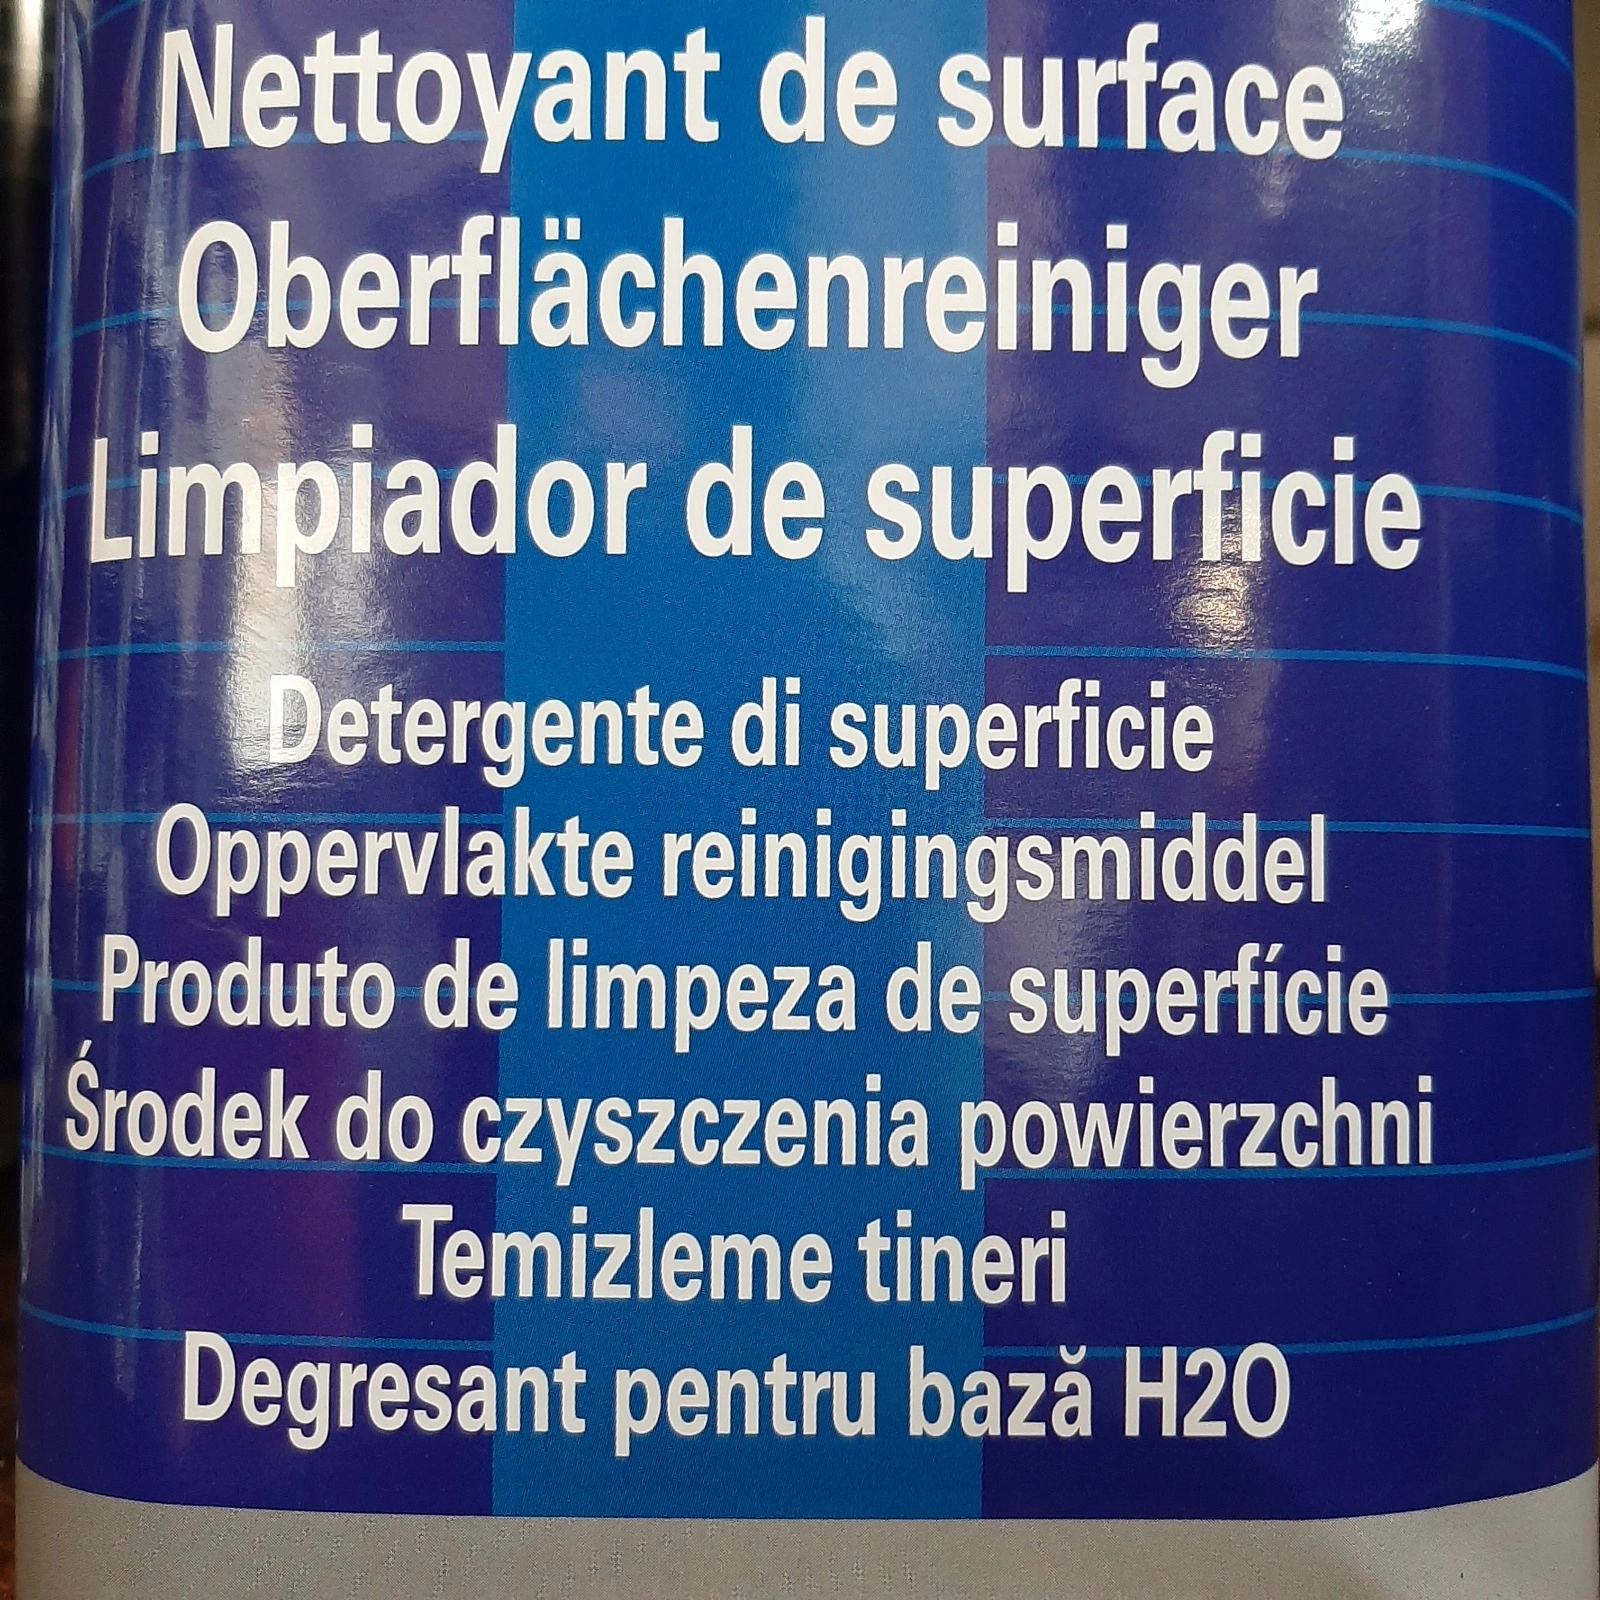 Nettoyant de surface
Oberflächenreiniger
Limpiador de superficie
Detergente di superficie
Oppervlakte reinigingsmiddel
Produto de limpeza de superfície
Środek do czyszczenia powierzchni
Temizleme tineri
Degresant pentru bază H2O